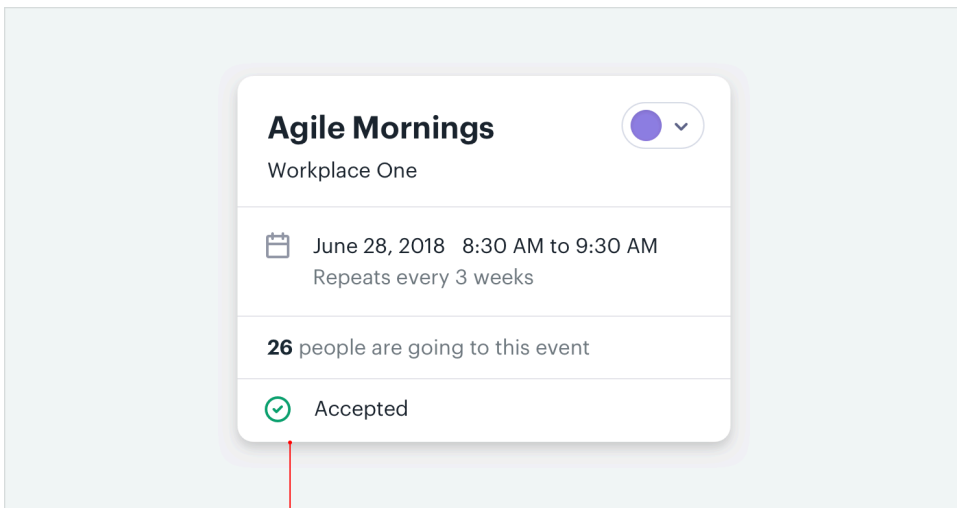 Agile Mornings
Workplace One
June 28, 2018 8:30 AM to 9:30 AM
Repeats every 3 weeks
26 people are going to this event
Accepted